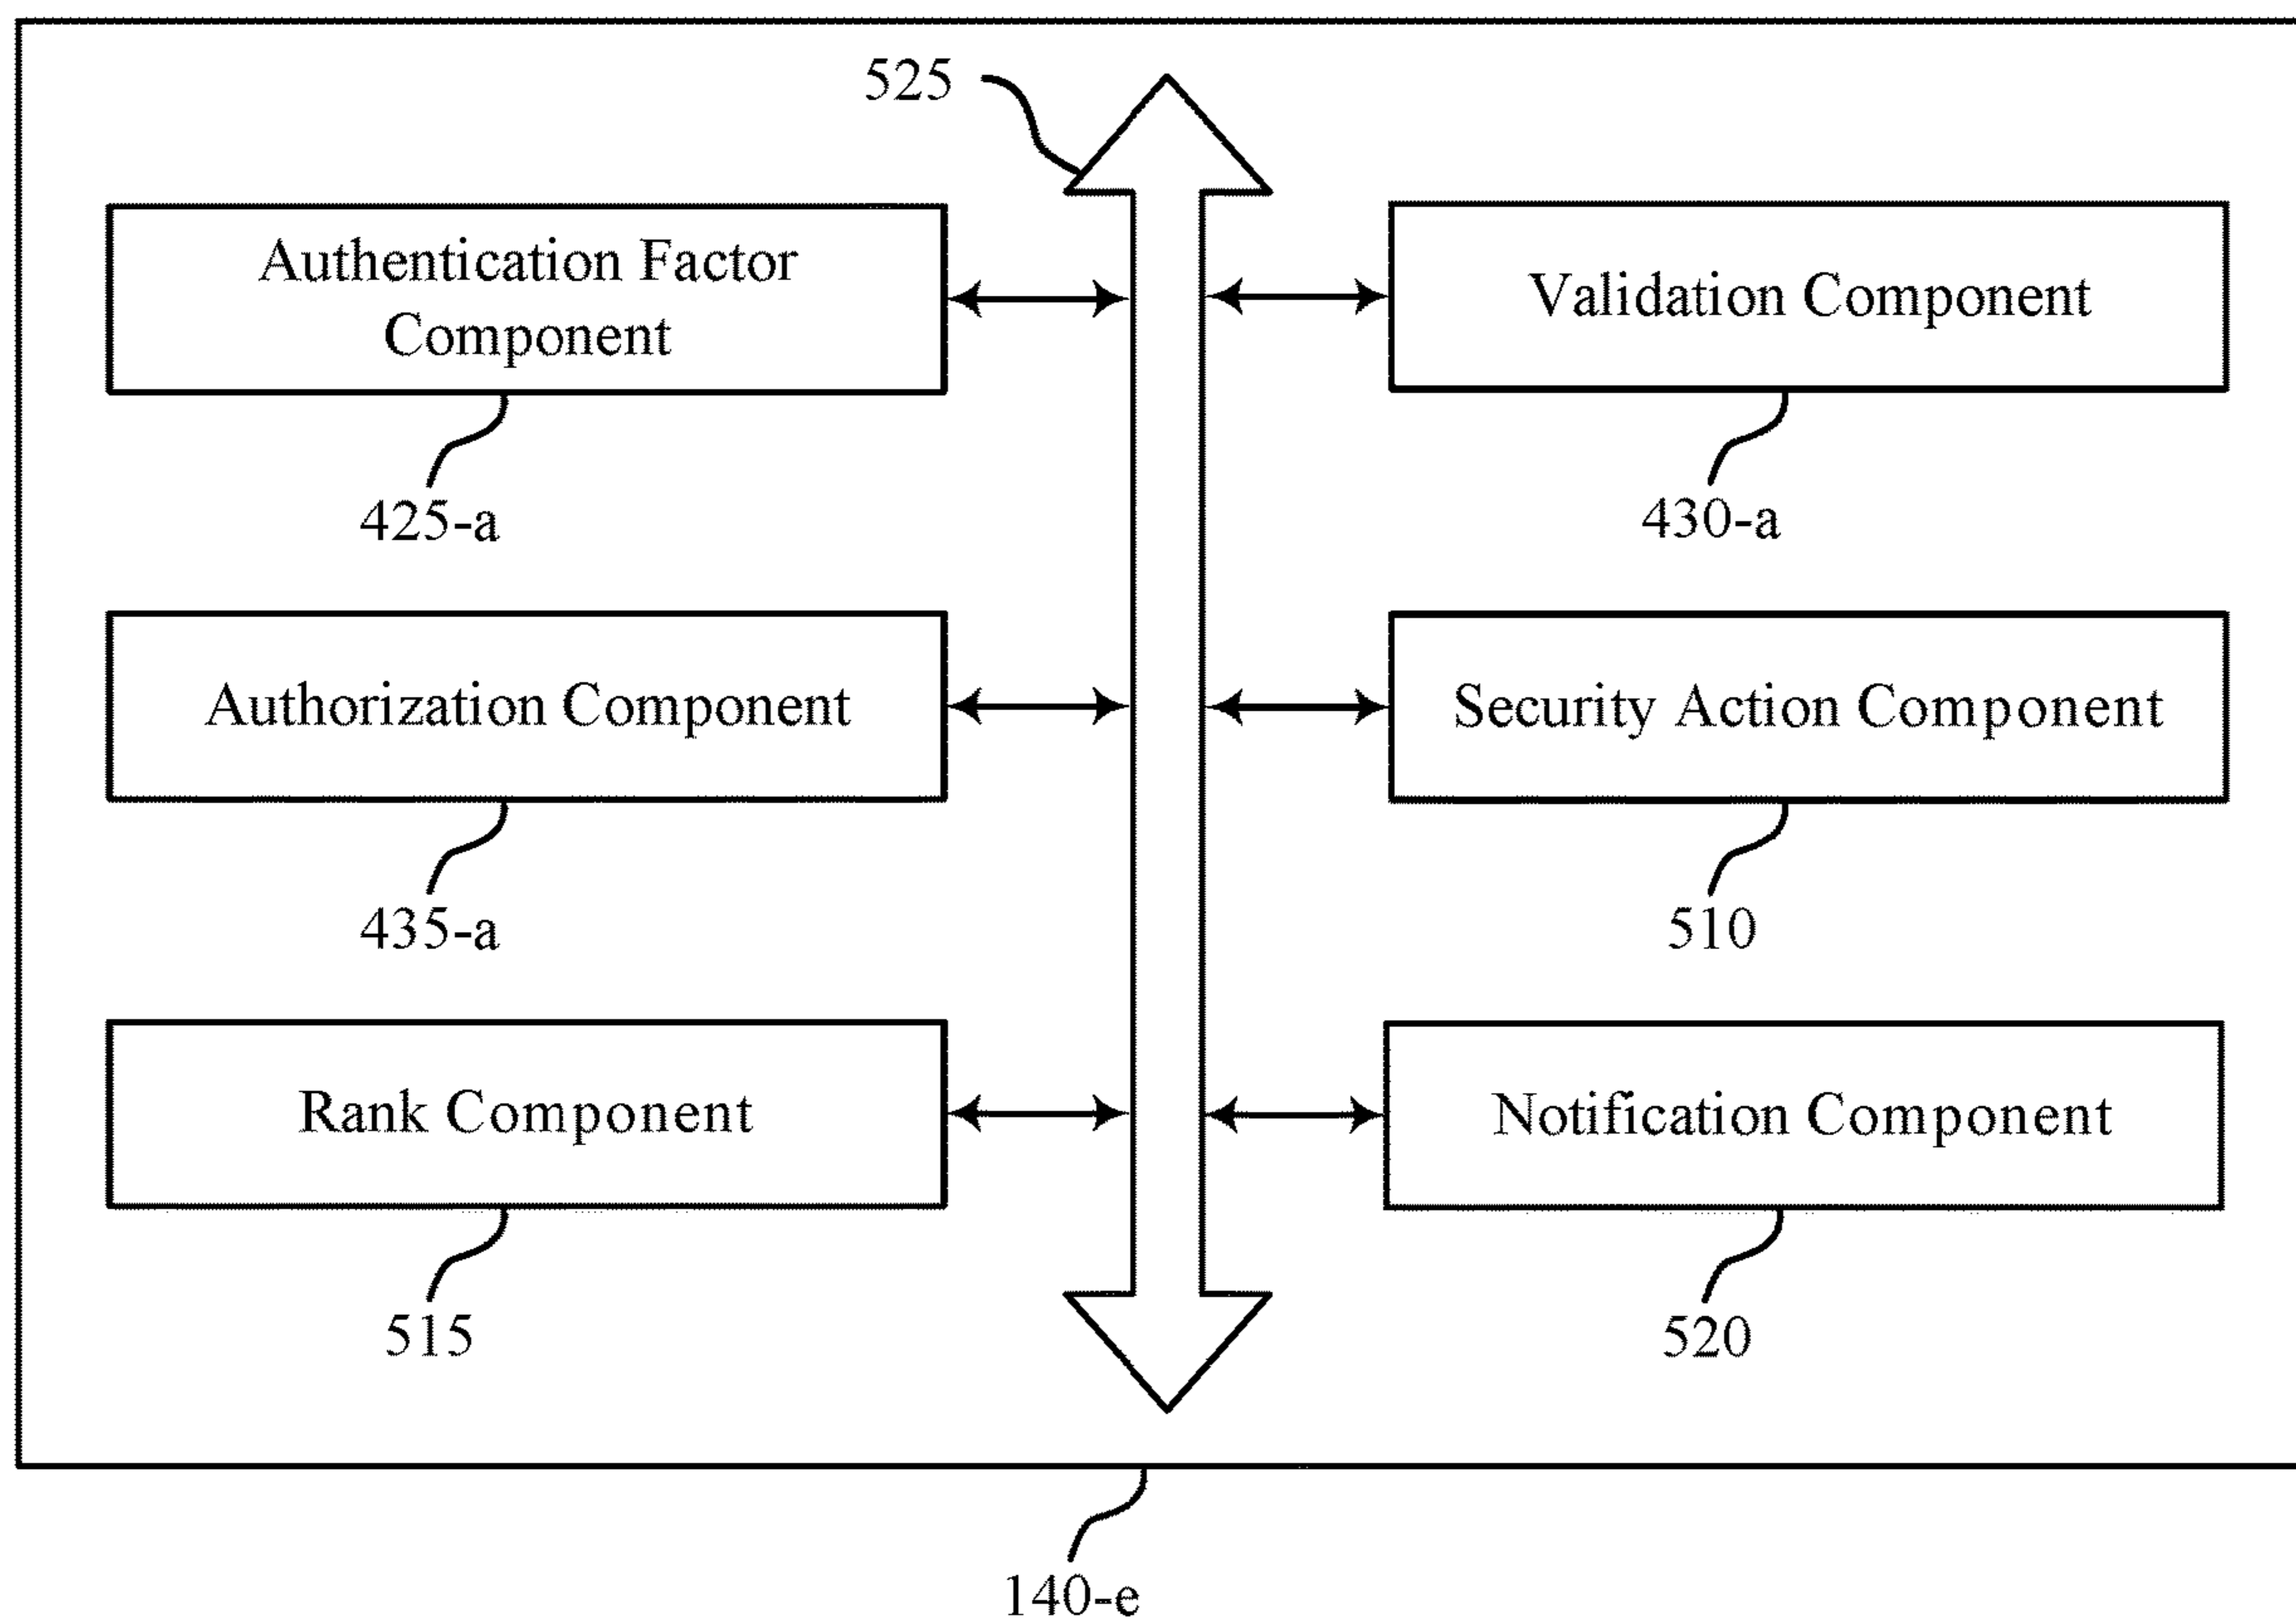 525
Authentication Factor
Component
Validation Component
425-a
430-a
Authorization Component
Security Action Component
435-a
510
Rank Component
Notification Component
515
520
140-e